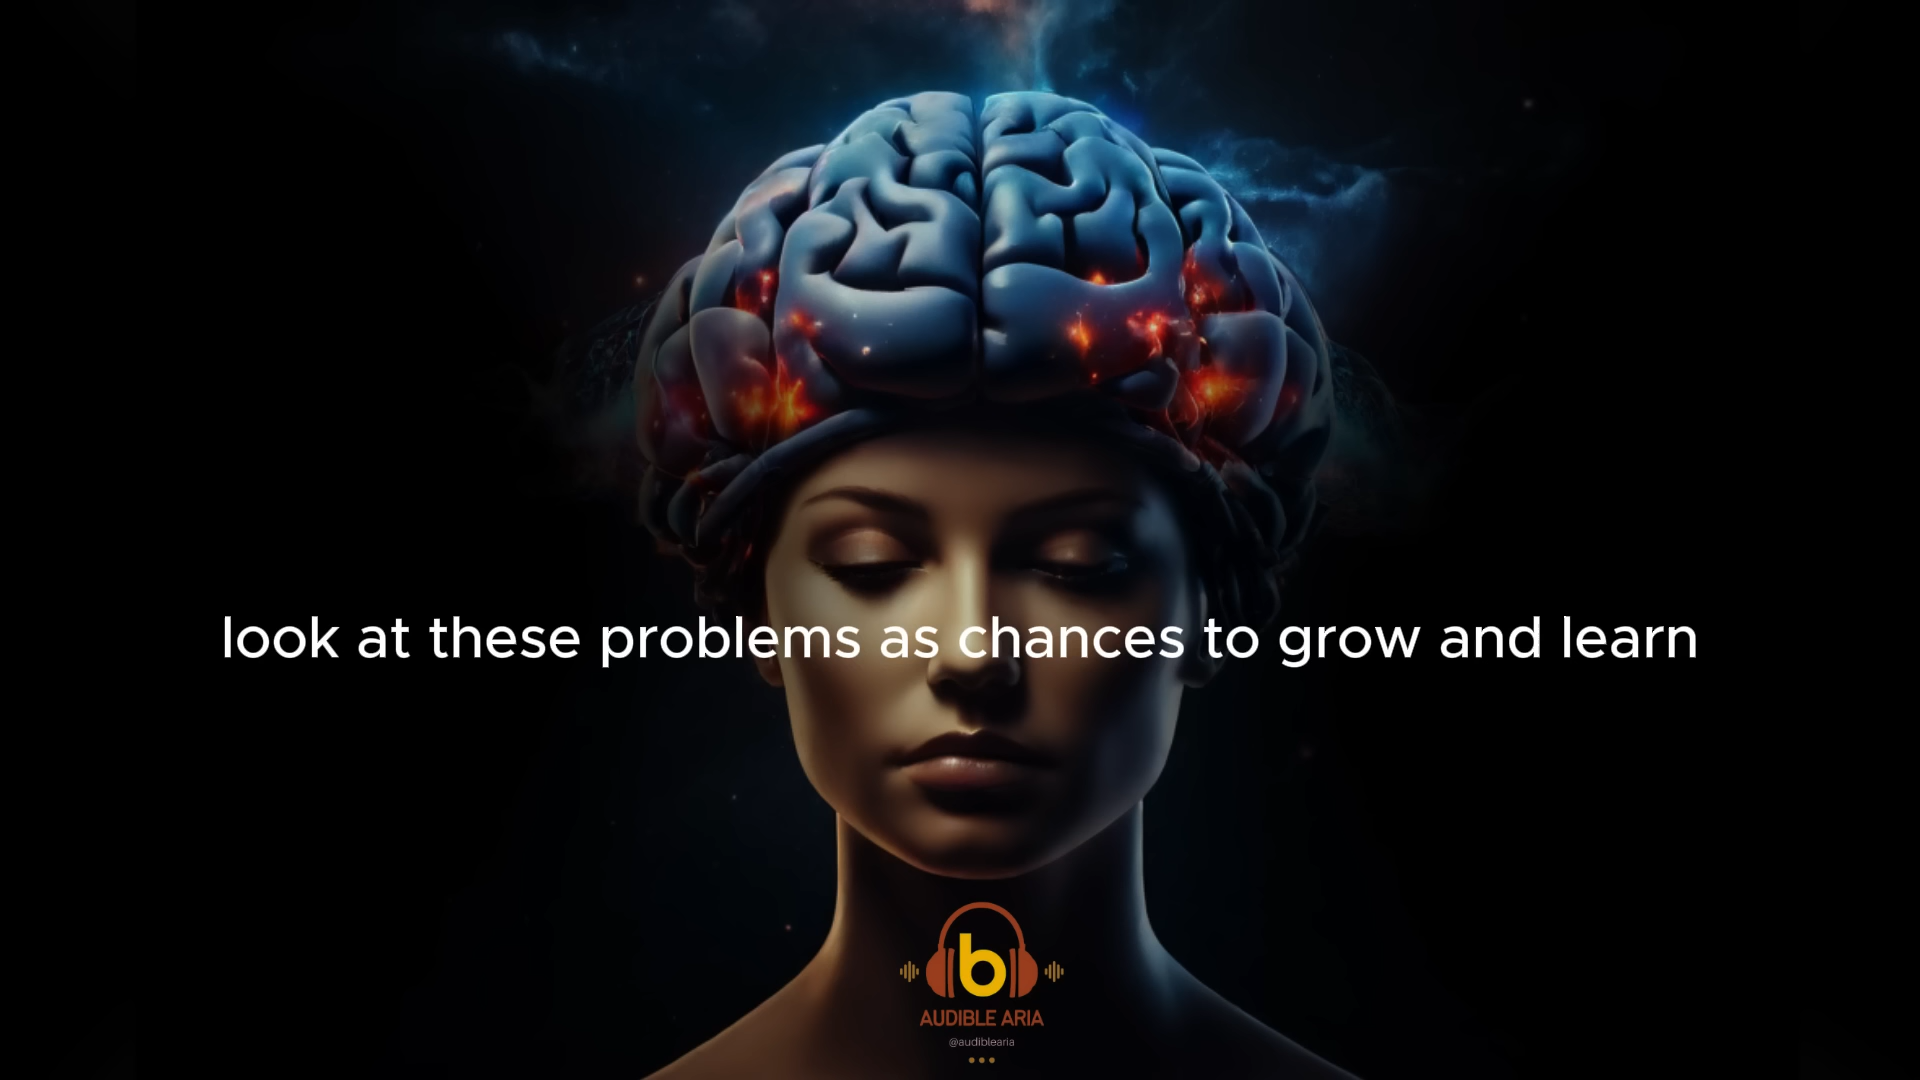 look at these problems as chances to grow and learn
b
AUDIBLE ARIA
@audiblearia